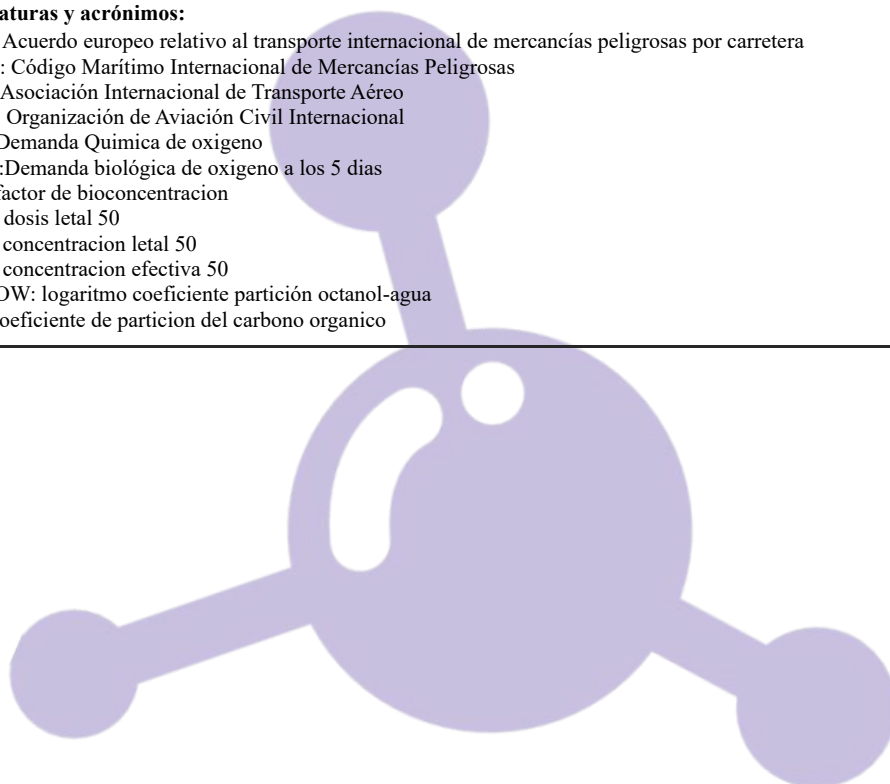 aturas y acrónimos:
Acuerdo europeo relativo al transporte internacional de mercancías peligrosas por carretera
: Código Marítimo Internacional de Mercancías Peligrosas
Asociación Internacional de Transporte Aéreo
Organización de Aviación Civil Internacional
Demanda Quimica de oxigeno
:Demanda biológica de oxigeno a los 5 dias
factor de bioconcentracion
dosis letal 50
concentracion letal 50
concentracion efectiva 50
OW: logaritmo coeficiente partición octanol-agua
oeficiente de particion del carbono organico